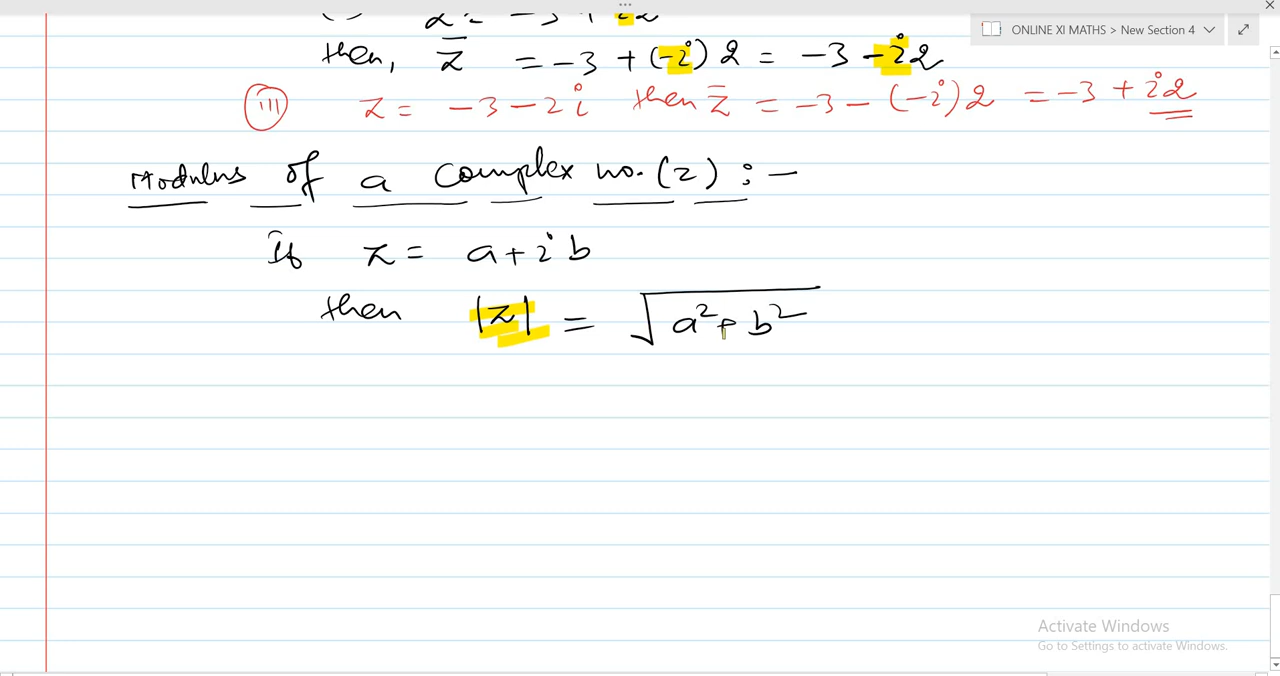 ONLINE XI MATHS > New Section 4
then, z̅ = -3 + (-i) 2 = -3 - i2
(iii) z = -3 - 2i then z̅ = -3 - (-i) 2 = -3 + i2
Modulus of a complex no. (z) : -
If z = a + i b
then |z| = √a² + b²
Activate Windows
Go to Settings to activate Windows.